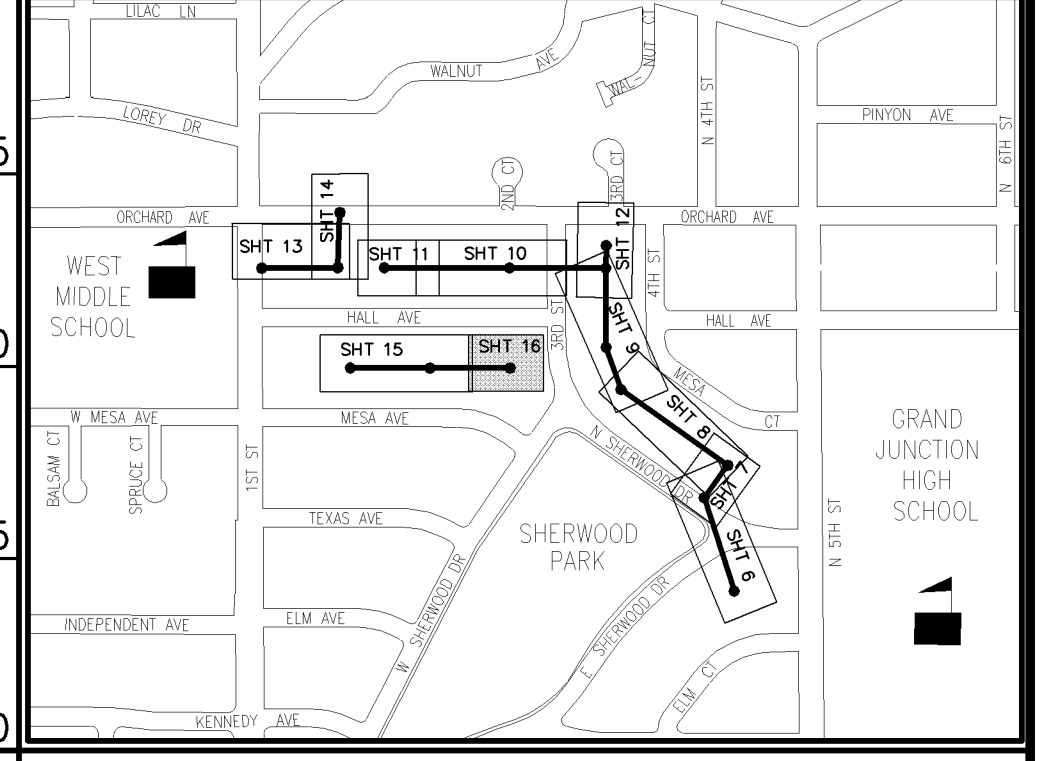 LILAC LN
WALNUT AVE
WAL- NUT CT
N 4TH ST
LOREY DR
PINYON AVE
N 6TH ST
5
2ND CT
3RD CT
SHT 14
SHT 12
ORCHARD AVE
ORCHARD AVE
SHT 13
SHT 11
SHT 10
4TH ST
WEST
MIDDLE
SCHOOL
HALL AVE
3RD ST
SHT 9
HALL AVE
0
SHT 15
SHT 16
MESA
CT
SHT 8
W MESA AVE
MESA AVE
GRAND
JUNCTION
HIGH
SCHOOL
BALSAM CT
SPRUCE CT
1ST ST
N SHERWOOD DR
SHT 7
TEXAS AVE
SHERWOOD
PARK
N 5TH ST
5
SHT 6
W SHERWOOD DR
E SHERWOOD DR
INDEPENDENT AVE
ELM AVE
ELM CT
KENNEDY AVE
0